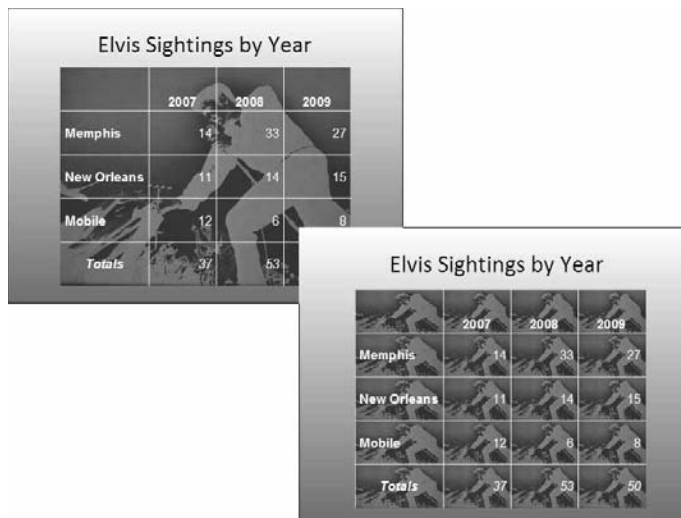 Elvis Sightings by Year
2007 2008 2009
Memphis 14 33 27
New Orleans 11 14 15
Mobile 12 6 8
Totals 37 53
Elvis Sightings by Year
2007 2008 2009
Memphis 14 33 27
New Orleans 11 14 15
Mobile 12 6 8
Totals 37 53 50